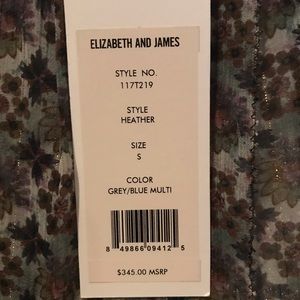 ELIZABETH AND JAMES
STYLE NO.
117T219
STYLE
HEATHER
SIZE
S
COLOR
GREY/BLUE MULTI
8 49866 09412 5
$345.00 MSRP